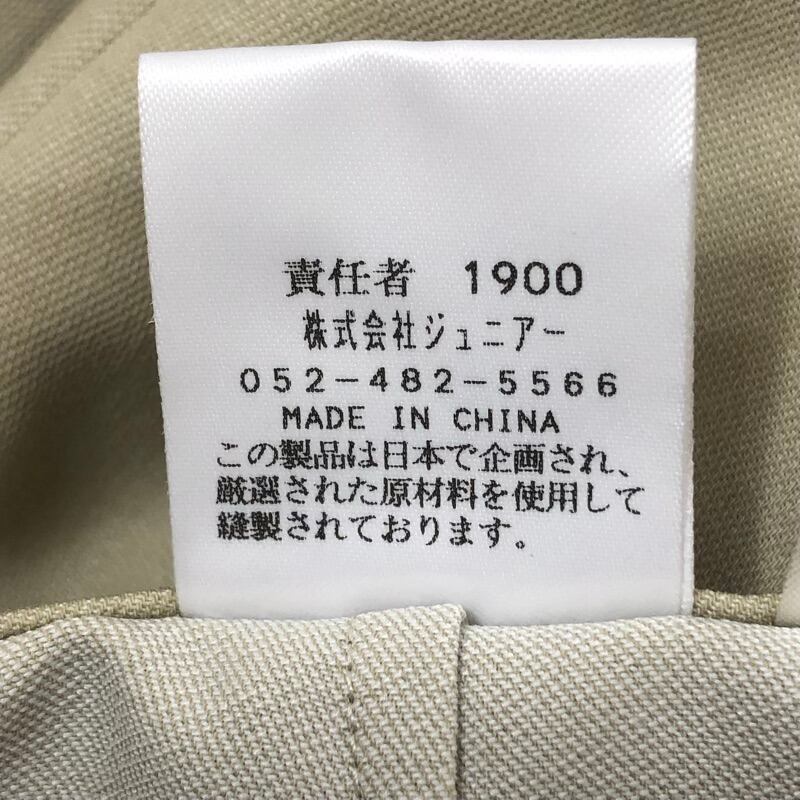 責任者 1900
株式会社ジュニアー
052-482-5566
MADE IN CHINA
この製品は日本で企画され、
厳選された原材料を使用して
縫製されております。